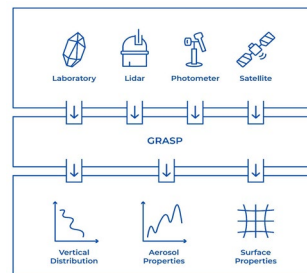 Laboratory
Lidar
Photometer
Satellite
GRASP
Vertical
Distribution
Aerosol
Properties
Surface
Properties